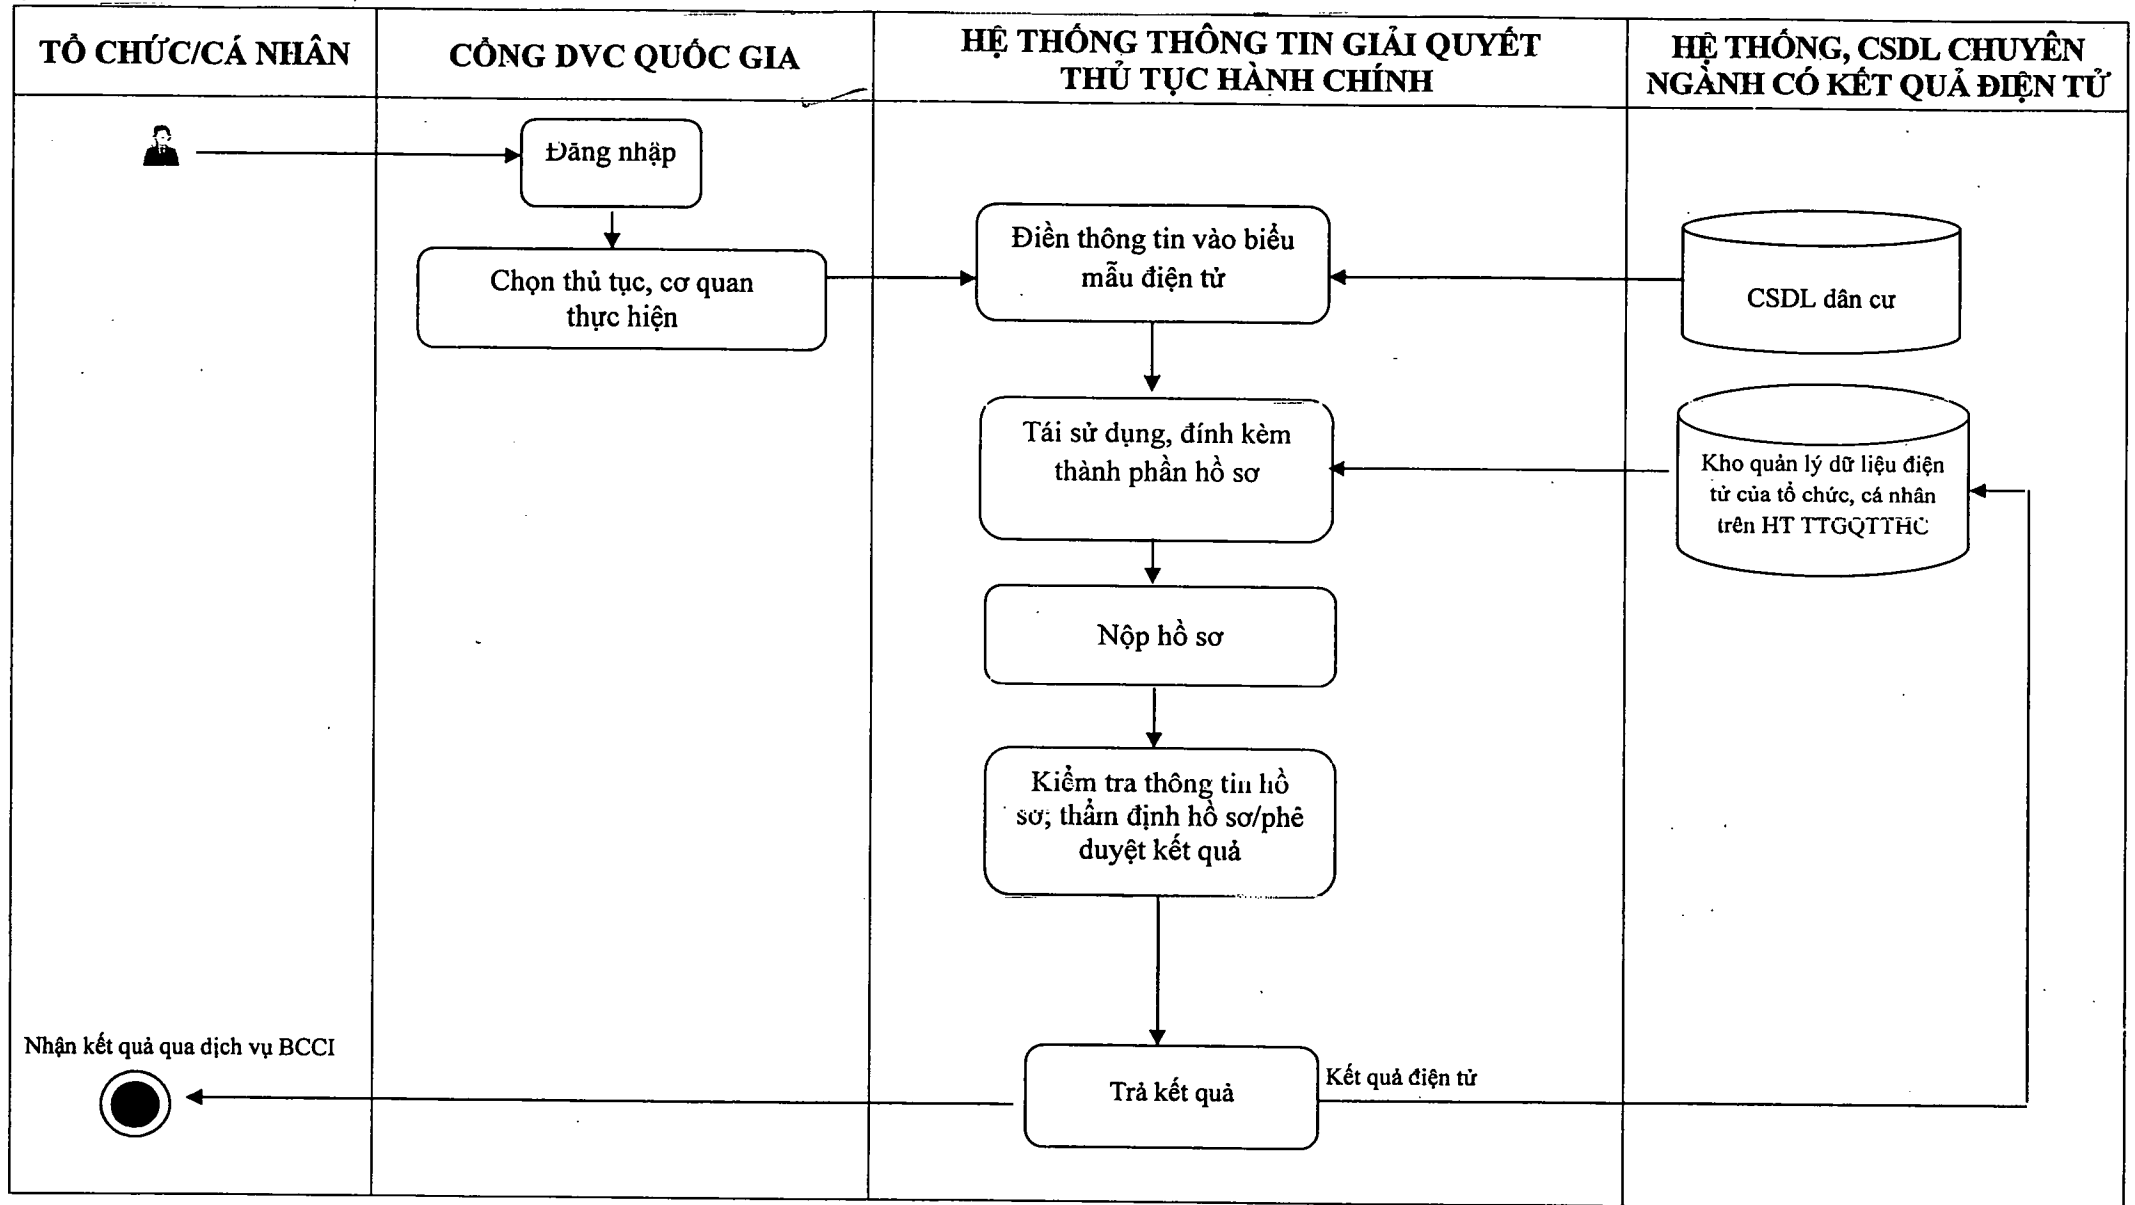 TỔ CHỨC/CÁ NHÂN
CỔNG DVC QUỐC GIA
HỆ THỐNG THÔNG TIN GIẢI QUYẾT
THỦ TỤC HÀNH CHÍNH
HỆ THỐNG, CSDL CHUYÊN
NGÀNH CÓ KẾT QUẢ ĐIỆN TỬ
Đăng nhập
Chọn thủ tục, cơ quan
thực hiện
Điền thông tin vào biểu
mẫu điện tử
CSDL dân cư
Tái sử dụng, đính kèm
thành phần hồ sơ
Kho quản lý dữ liệu điện
tử của tổ chức, cá nhân
trên HT TTGQTTHC
Nộp hồ sơ
Kiểm tra thông tin hồ
sơ; thẩm định hồ sơ/phê
duyệt kết quả
Nhận kết quả qua dịch vụ BCCI
Trả kết quả
Kết quả điện tử